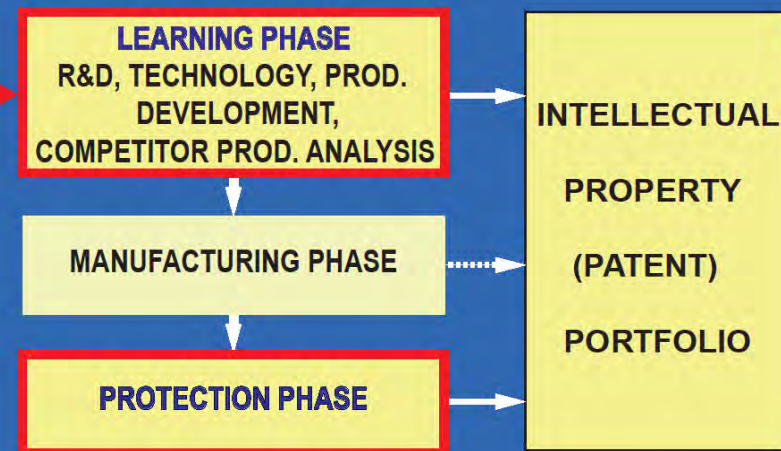 LEARNING PHASE
R&D, TECHNOLOGY, PROD.
DEVELOPMENT,
COMPETITOR PROD. ANALYSIS
MANUFACTURING PHASE
PROTECTION PHASE
INTELLECTUAL
PROPERTY
(PATENT)
PORTFOLIO